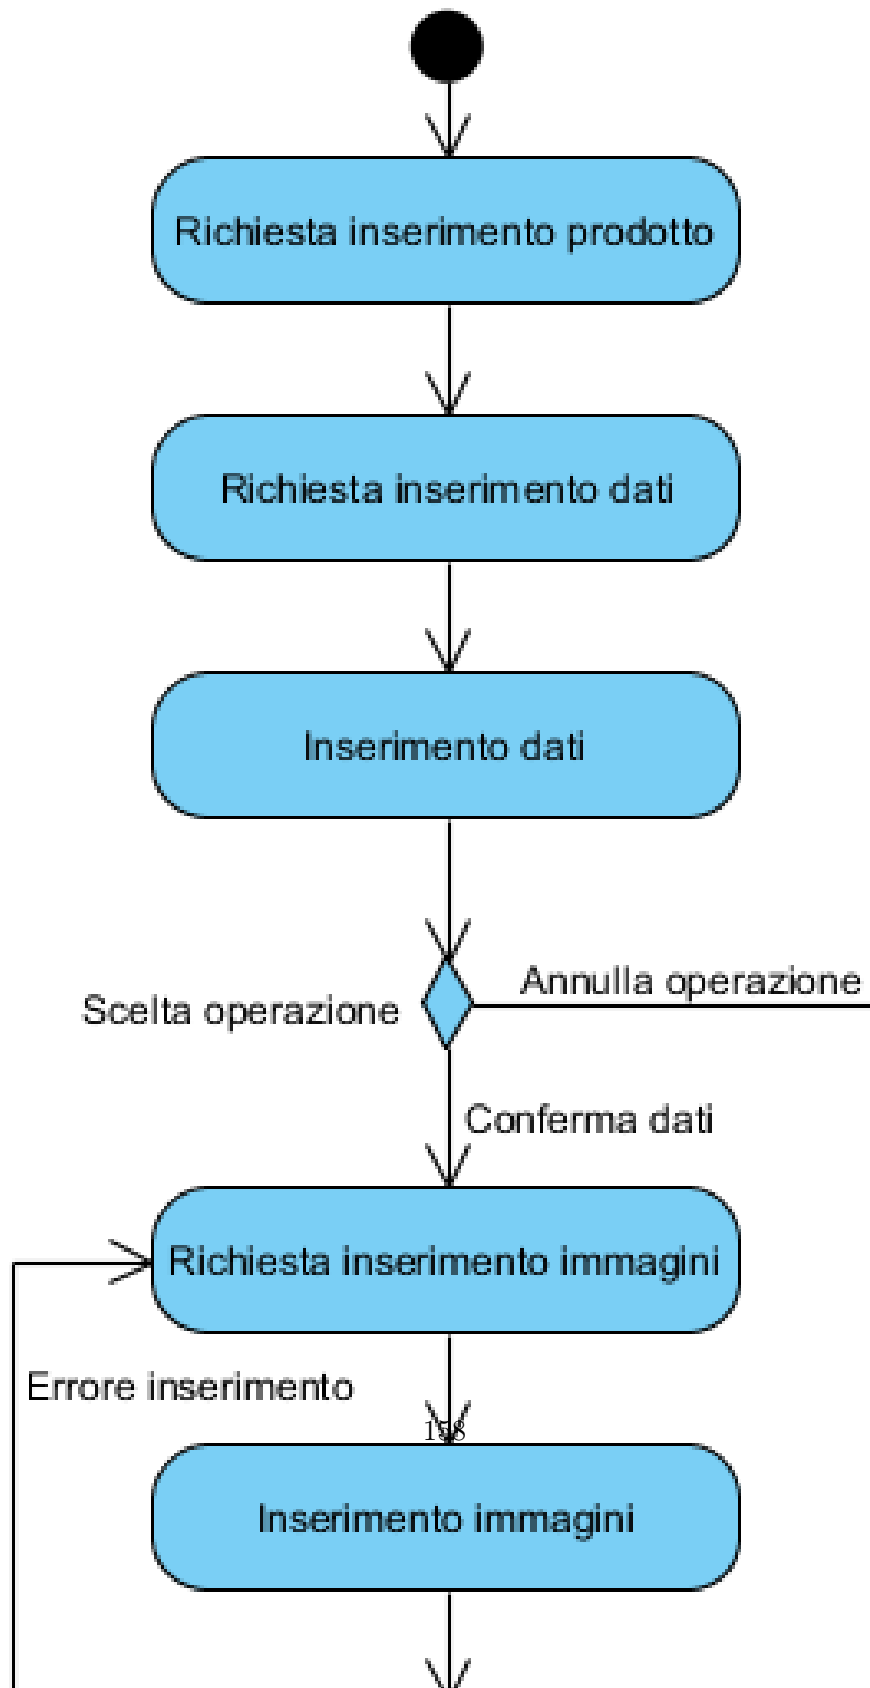 Richiesta inserimento prodotto
Richiesta inserimento dati
Inserimento dati
Annulla operazione
Scelta operazione
Conferma dati
Richiesta inserimento immagini
Errore inserimento
158
Inserimento immagini